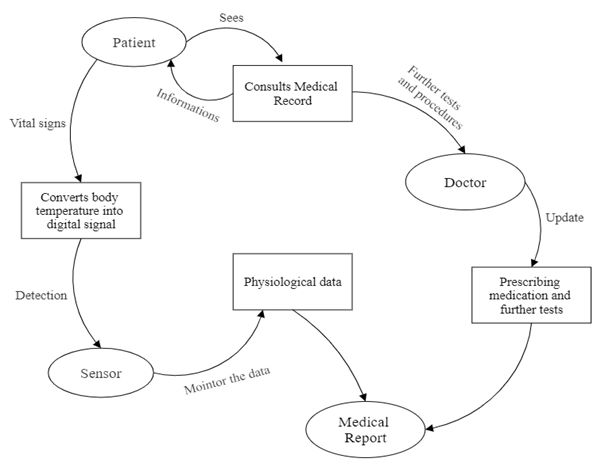 Sees
Patient
Consults Medical
Record
Informations
Further tests
and procedures
Vital signs
Doctor
Converts body
temperature into
digital signal
Update
Physiological data
Prescribing
medication and
further tests
Detection
Sensor
Mointor the data
Medical
Report